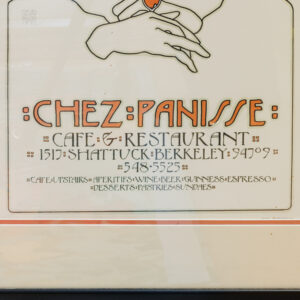 CHEZ:PANISSE
CAFE & RESTAURANT
1517:SHATTUCK:BERKELEY:94709
548-5525
CAFE UPSTAIRS APERITIFS WINE BEER GUINNESS ESPRESSO
DESSERTS PASTRIES SUNDAES